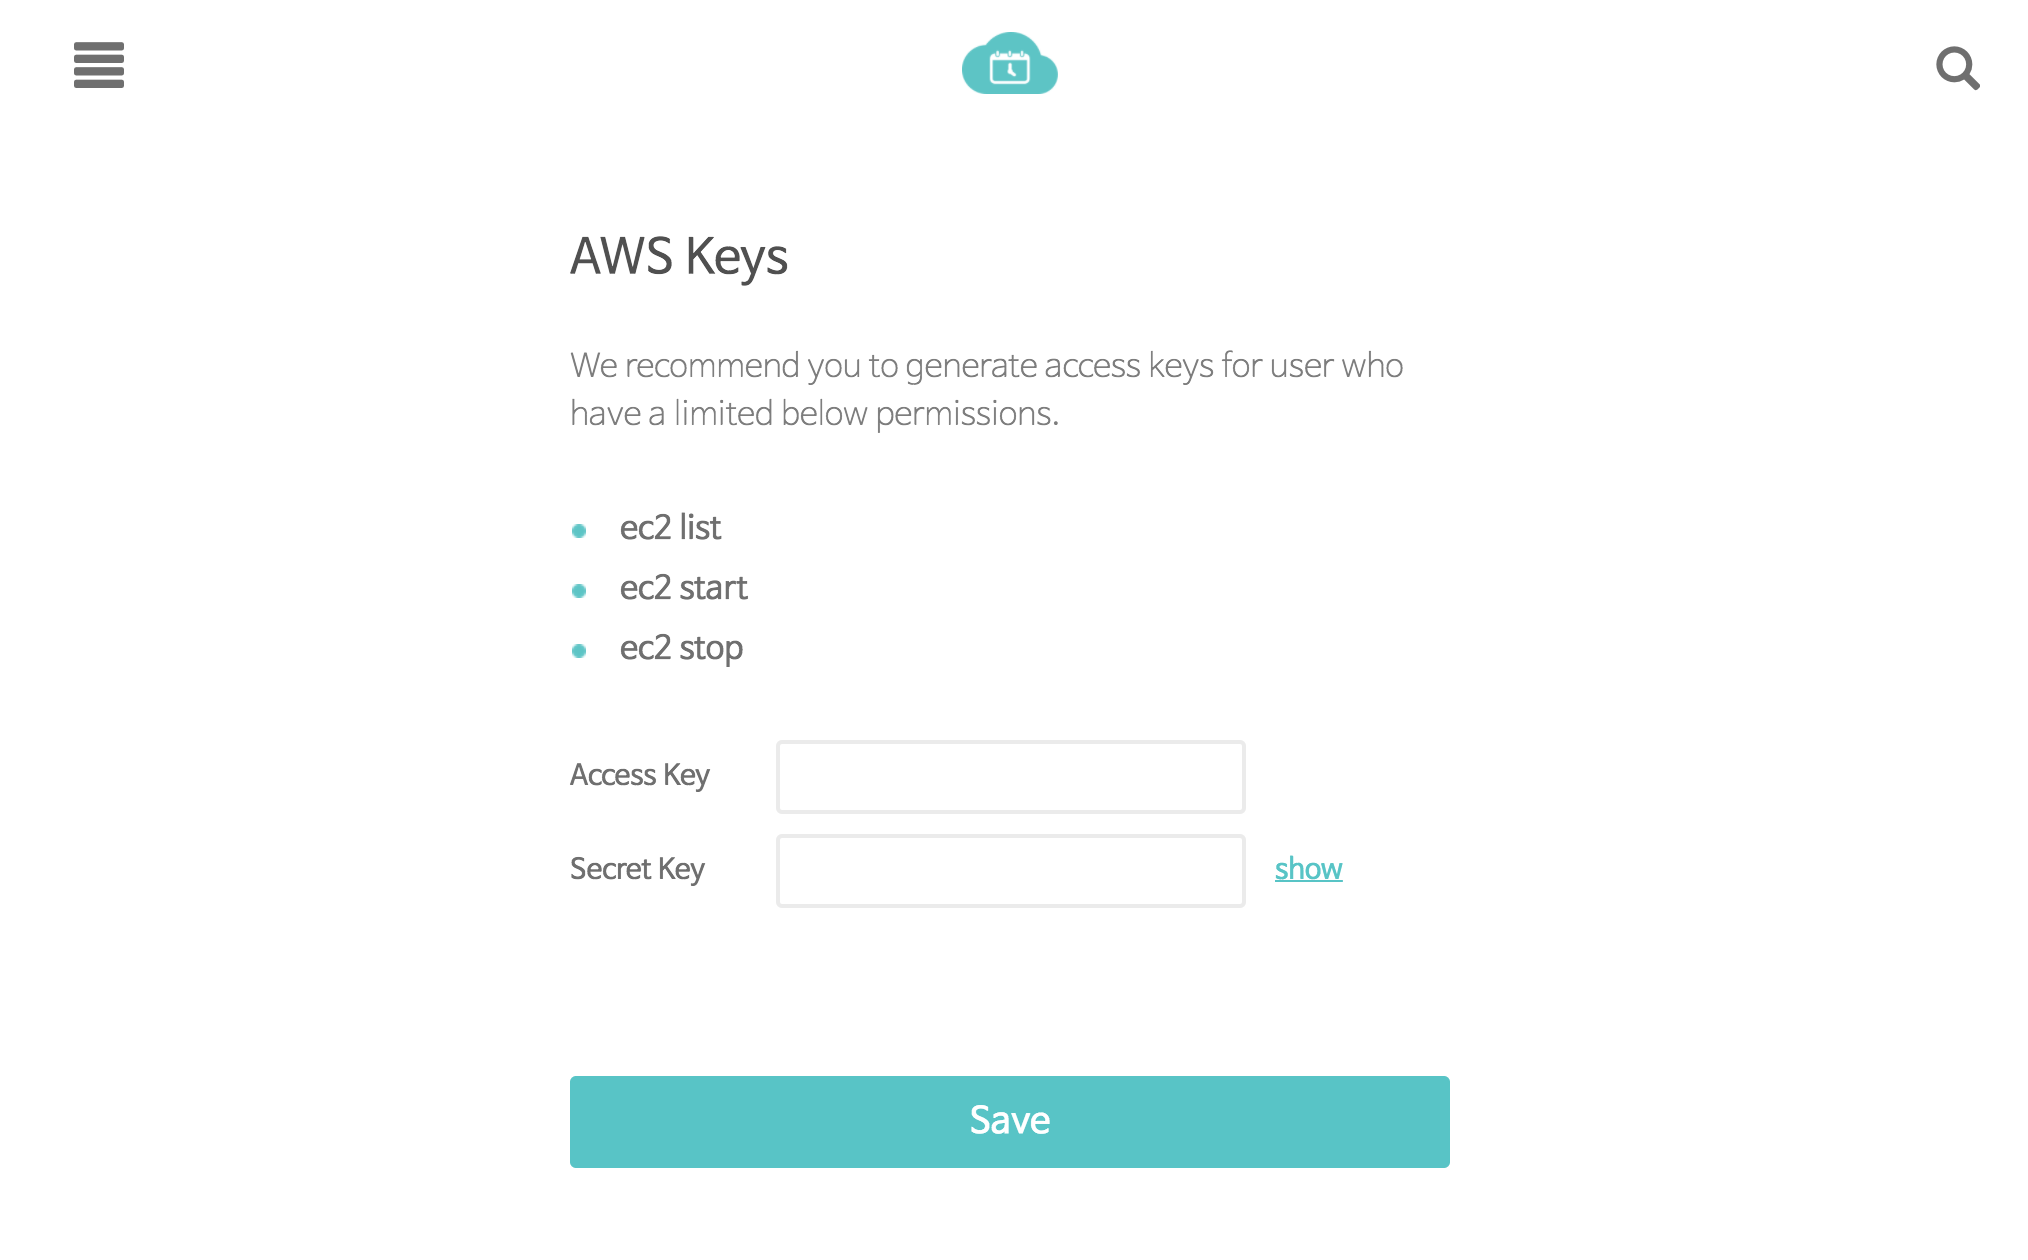 AWS Keys
We recommend you to generate access keys for user who
have a limited below permissions.
ec2 list
ec2 start
ec2 stop
Access Key
Secret Key show
Save